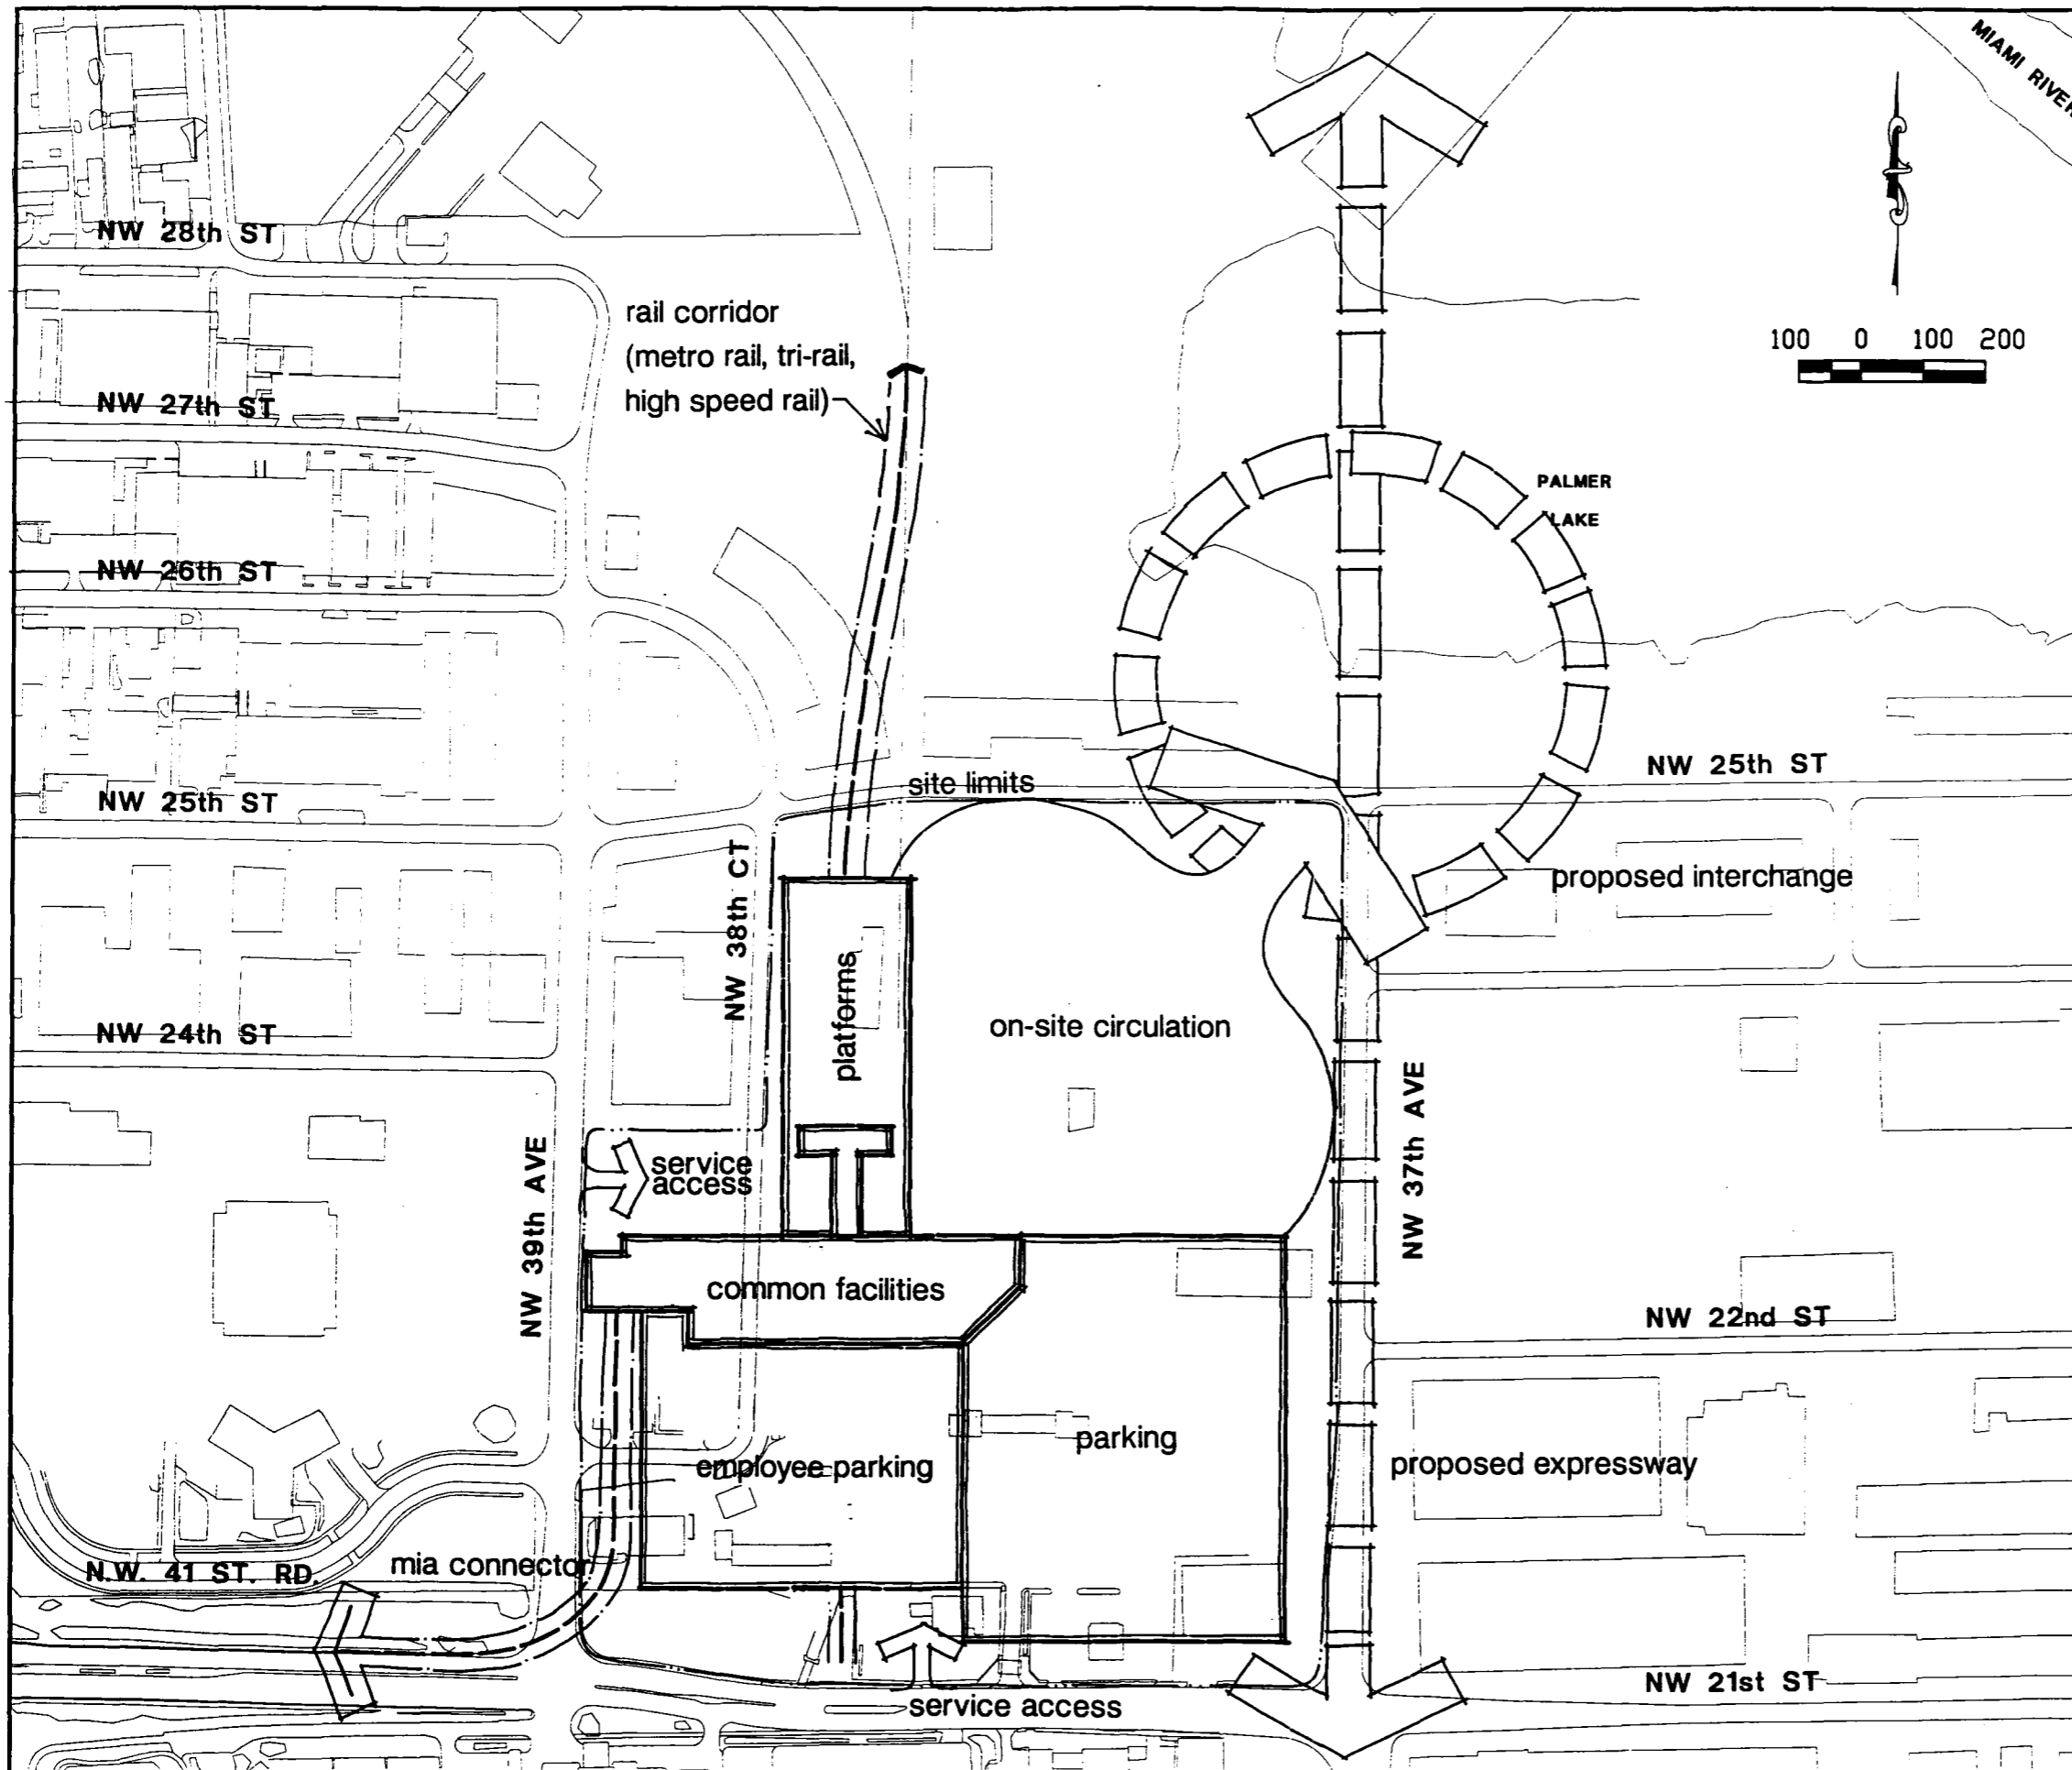 MIAMI RIVER
NW 28th ST
rail corridor
(metro rail, tri-rail,
high speed rail)
100 0 100 200
NW 27th ST
PALMER
LAKE
NW 26th ST
NW 25th ST
site limits
NW 25th ST
NW 38th CT
proposed interchange
platforms
on-site circulation
NW 24th ST
NW 37th AVE
NW 39th AVE
service
access
common facilities
NW 22nd ST
parking
employee parking
proposed expressway
mia connector
N.W. 41 ST. RD.
NW 21st ST
service access